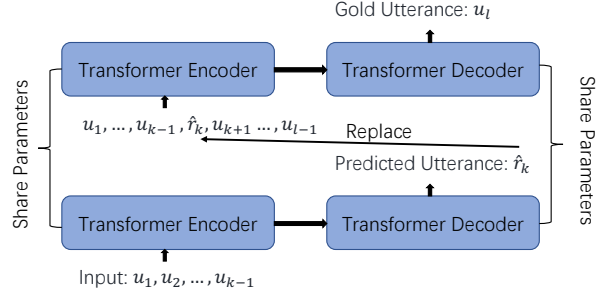 Gold Utterance: u_l
Transformer Encoder
Transformer Decoder
Share Parameters
Share Parameters
u_1, … , u_{k−1}, r̂_k, u_{k+1} … , u_{l−1}
Replace
Predicted Utterance: r̂_k
Transformer Encoder
Transformer Decoder
Input: u_1, u_2, … , u_{k−1}